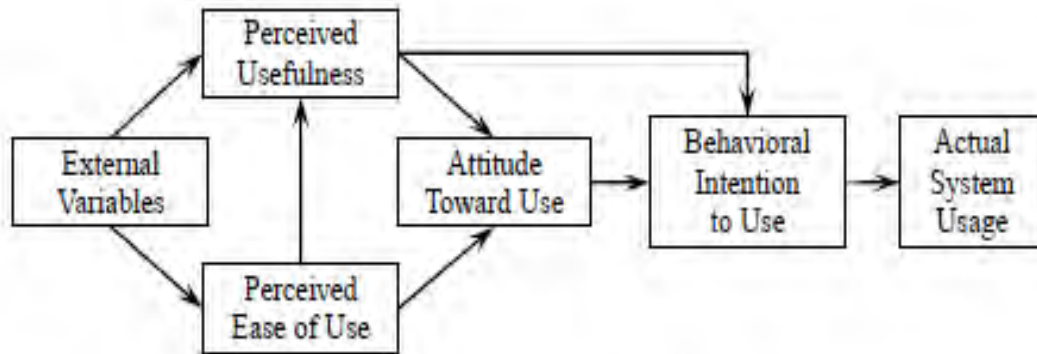 Perceived
Usefulness
External
Variables
Attitude
Toward Use
Behavioral
Intention
to Use
Actual
System
Usage
Perceived
Ease of Use